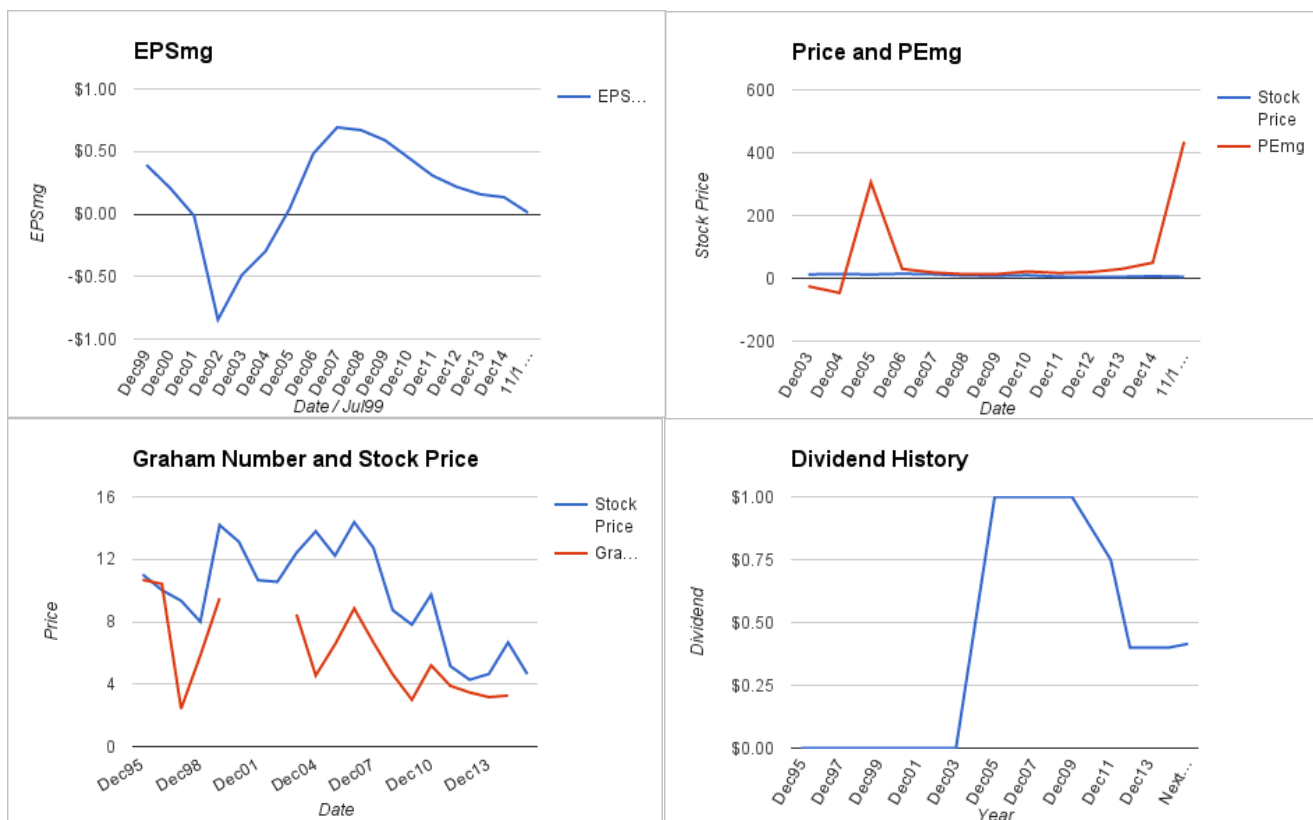 EPSmg
$1.00
$0.50
$0.00
-$0.50
-$1.00
EPSmg
EPS...
Dec99
Dec00
Dec01
Dec02
Dec03
Dec04
Dec05
Dec06
Dec07
Dec08
Dec09
Dec10
Dec11
Dec12
Dec13
Dec14
11/1...
Date / Jul99
Price and PEmg
600
400
200
0
-200
Stock Price
Stock
Price
PEmg
Dec03
Dec04
Dec05
Dec06
Dec07
Dec08
Dec09
Dec10
Dec11
Dec12
Dec13
Dec14
11/1...
Date
Graham Number and Stock Price
16
12
8
4
0
Price
Stock
Price
Gra...
Dec95
Dec98
Dec01
Dec04
Dec07
Dec10
Dec13
Date
Dividend History
$1.00
$0.75
$0.50
$0.25
$0.00
Dividend
Dec95
Dec97
Dec99
Dec01
Dec03
Dec05
Dec07
Dec09
Dec11
Dec13
Next...
Year